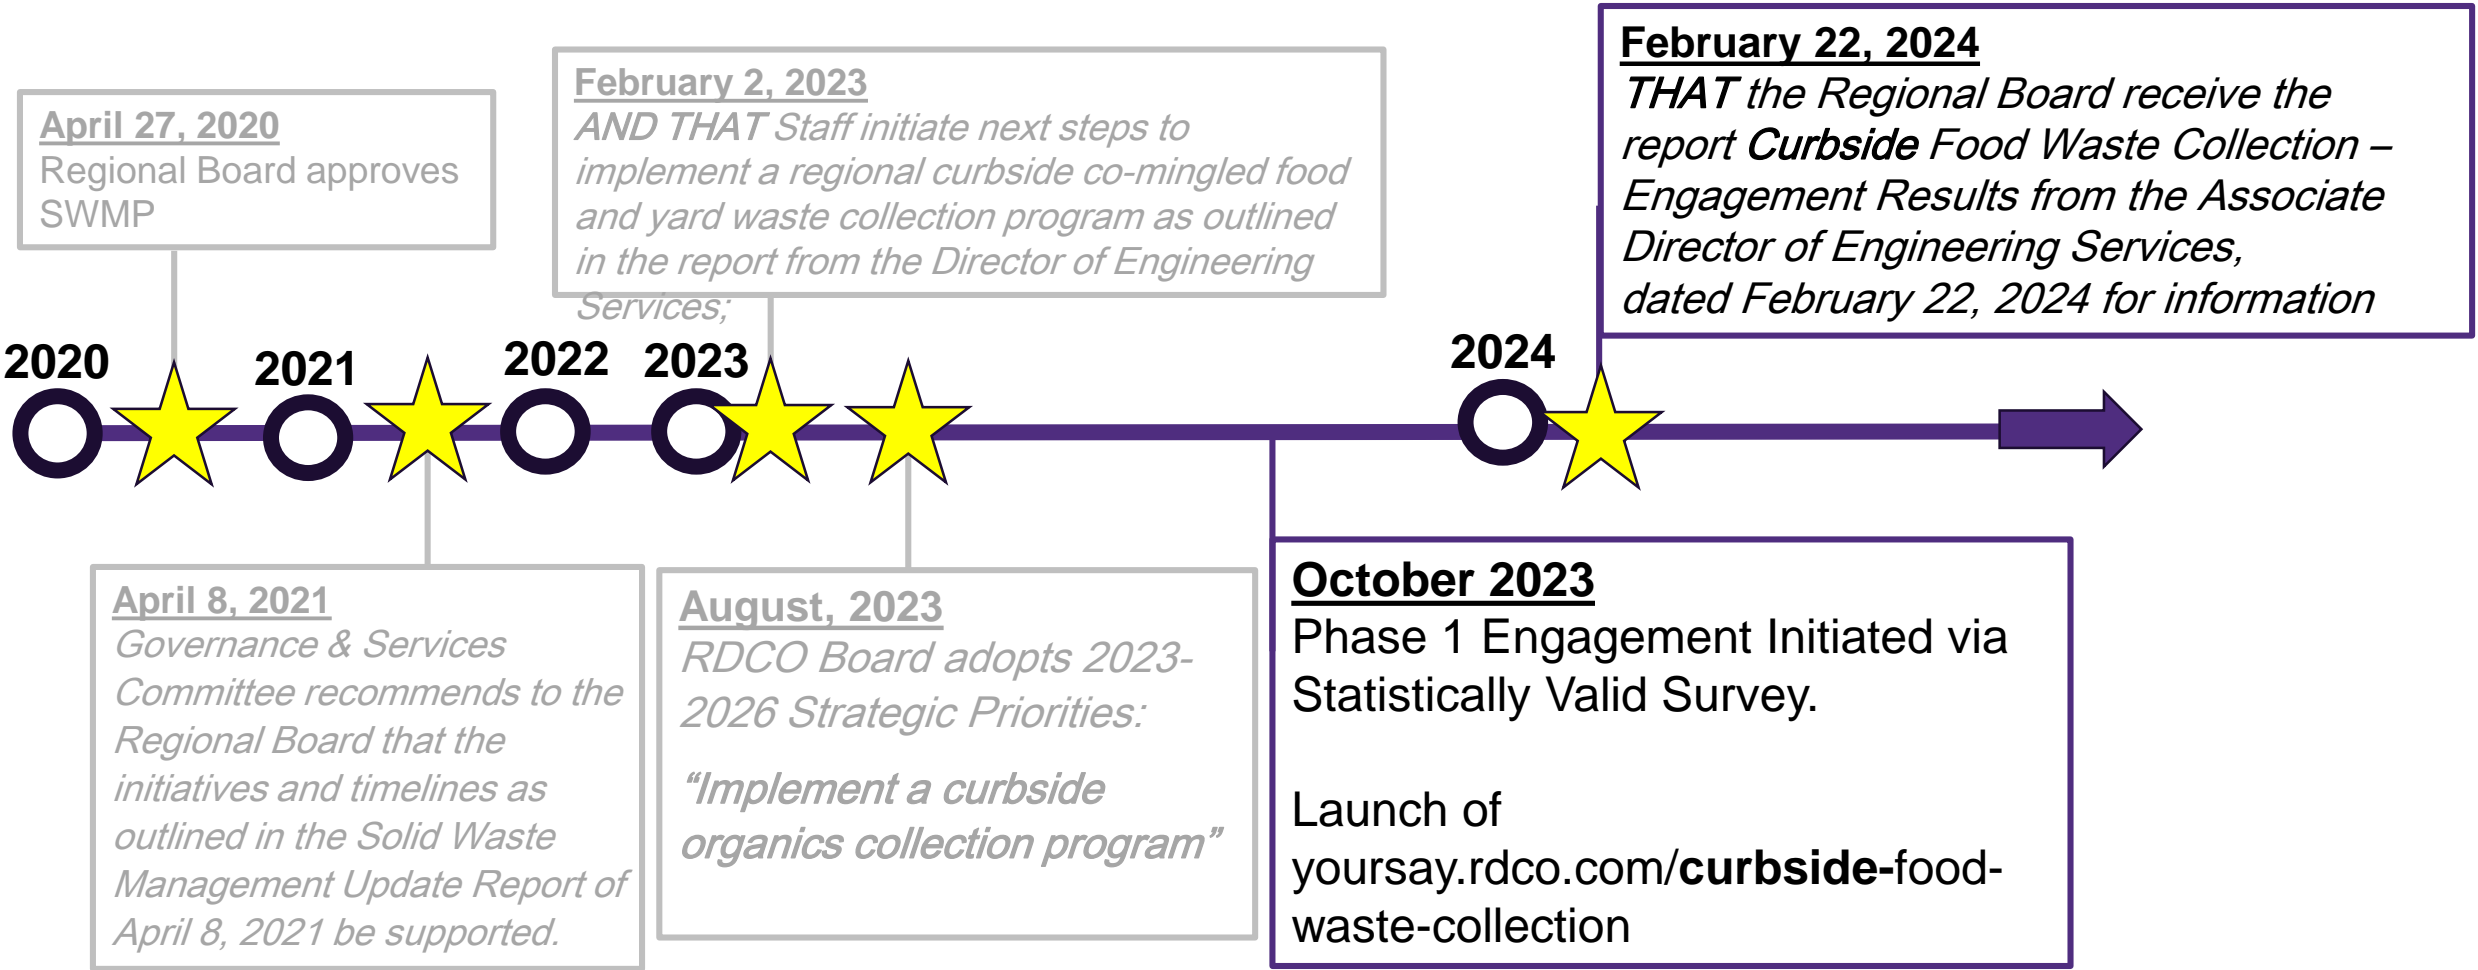 April 27, 2020
Regional Board approves
SWMP
February 2, 2023
AND THAT Staff initiate next steps to
implement a regional curbside co-mingled food
and yard waste collection program as outlined
in the report from the Director of Engineering
Services;
February 22, 2024
THAT the Regional Board receive the
report Curbside Food Waste Collection –
Engagement Results from the Associate
Director of Engineering Services,
dated February 22, 2024 for information
2020
2021
2022
2023
2024
April 8, 2021
Governance & Services
Committee recommends to the
Regional Board that the
initiatives and timelines as
outlined in the Solid Waste
Management Update Report of
April 8, 2021 be supported.
August, 2023
RDCO Board adopts 2023-
2026 Strategic Priorities:
“Implement a curbside
organics collection program”
October 2023
Phase 1 Engagement Initiated via
Statistically Valid Survey.
Launch of
yoursay.rdco.com/curbside-food-
waste-collection